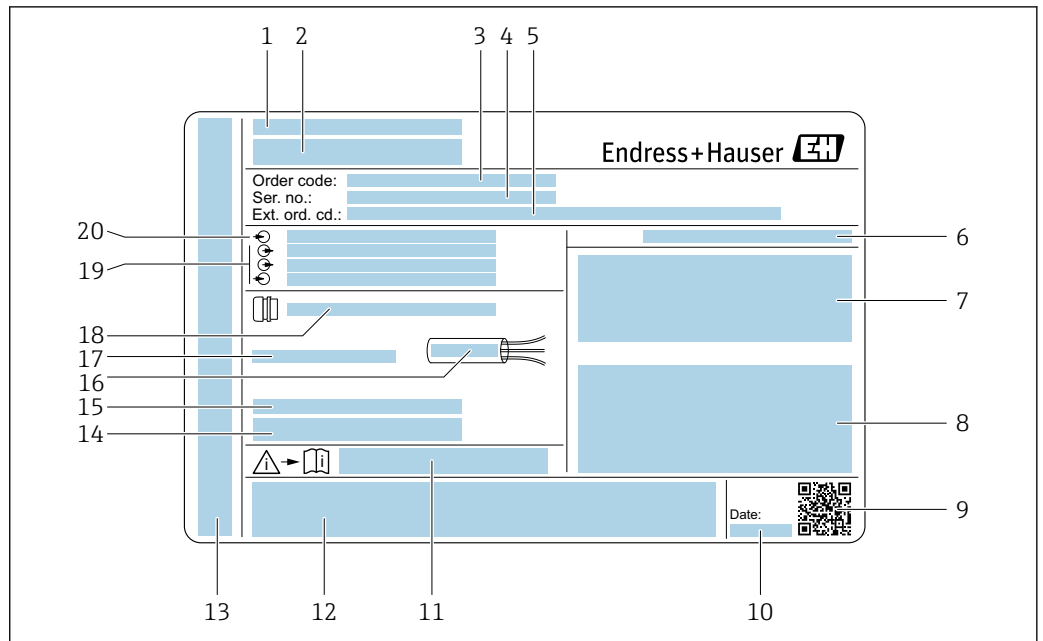 1 2 3 4 5
Endress+Hauser EH
Order code:
Ser. no.:
Ext. ord. cd.:
20
6
19
7
18
17
16
15
14
8
i i
Date:
9
13 12 11 10